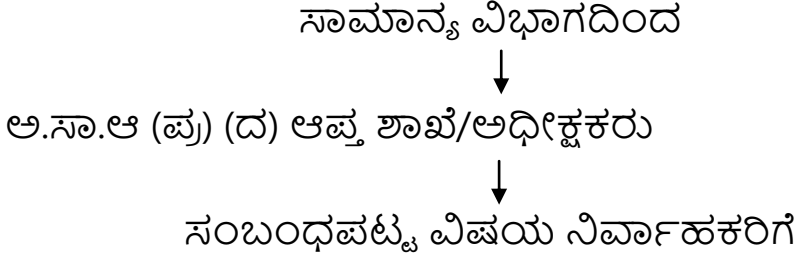 ಸಾಮಾನ್ಯ ವಿಭಾಗದಿಂದ
ಅ.ಸಾ.ಆ (ಪ್ರ) (ದ) ಆಪ್ತ ಶಾಖೆ/ಅಧೀಕ್ಷಕರು
ಸಂಬಂಧಪಟ್ಟ ವಿಷಯ ನಿರ್ವಾಹಕರಿಗೆ